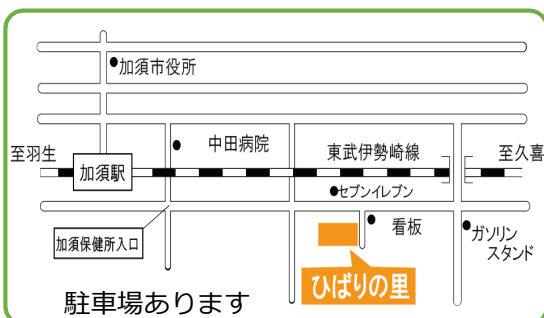 加須市役所
中田病院
東武伊勢崎線
至羽生
至久喜
加須駅
セブンイレブン
看板
ガソリン
スタンド
加須保健所入口
ひばりの里
駐車場あります